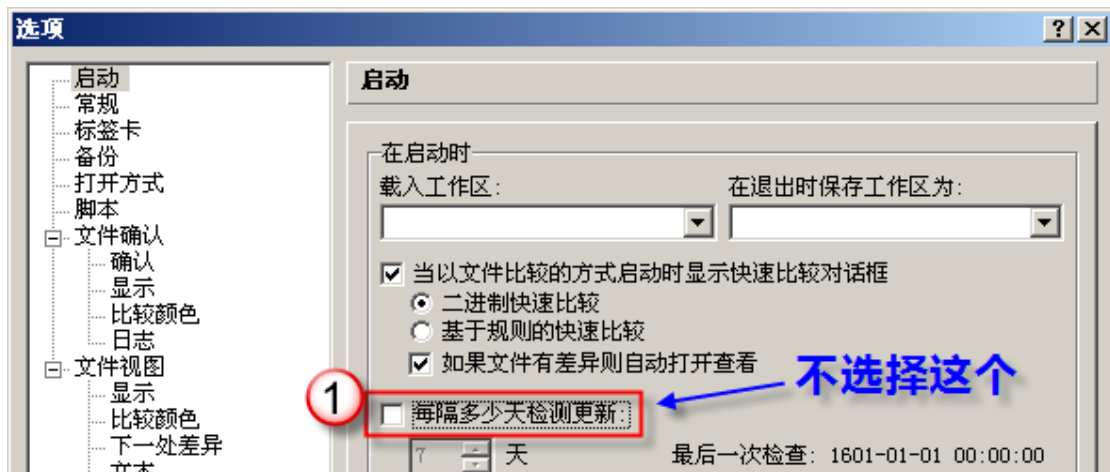 选项
启动
常规
标签卡
备份
打开方式
脚本
文件确认
确认
显示
比较颜色
日志
文件视图
显示
比较颜色
下一处差异
文本
启动
在启动时
载入工作区:
在退出时保存工作区为:
当以文件比较的方式启动时显示快速比较对话框
二进制快速比较
基于规则的快速比较
如果文件有差异则自动打开查看
不选择这个
1
每隔多少天检测更新:
7 天
最后一次检查: 1601-01-01 00:00:00